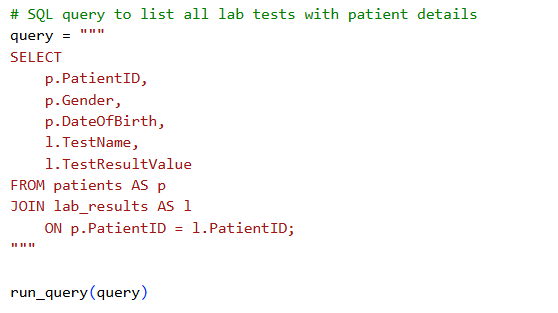 # SQL query to list all lab tests with patient details
query = """
SELECT
    p.PatientID,
    p.Gender,
    p.DateOfBirth,
    l.TestName,
    l.TestResultValue
FROM patients AS p
JOIN lab_results AS l
    ON p.PatientID = l.PatientID;
"""

run_query(query)